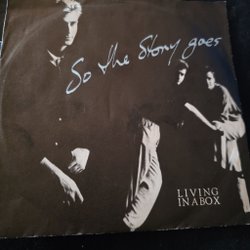 So the Story goes
LIVING
IN A BOX